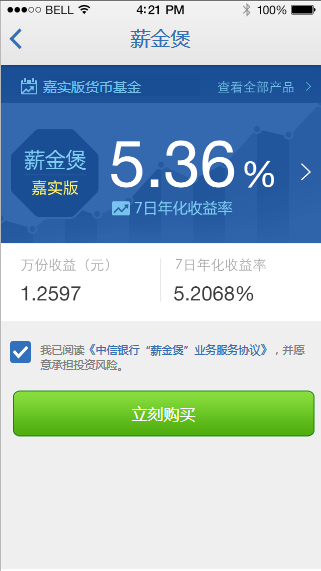 BELL 4:21 PM 100%
薪金煲
嘉实版货币基金 查看全部产品
薪金煲
嘉实版
5.36%
7日年化收益率
万份收益（元） 7日年化收益率
1.2597 5.2068%
我已阅读《中信银行“薪金煲”业务服务协议》，并愿
意承担投资风险。
立刻购买